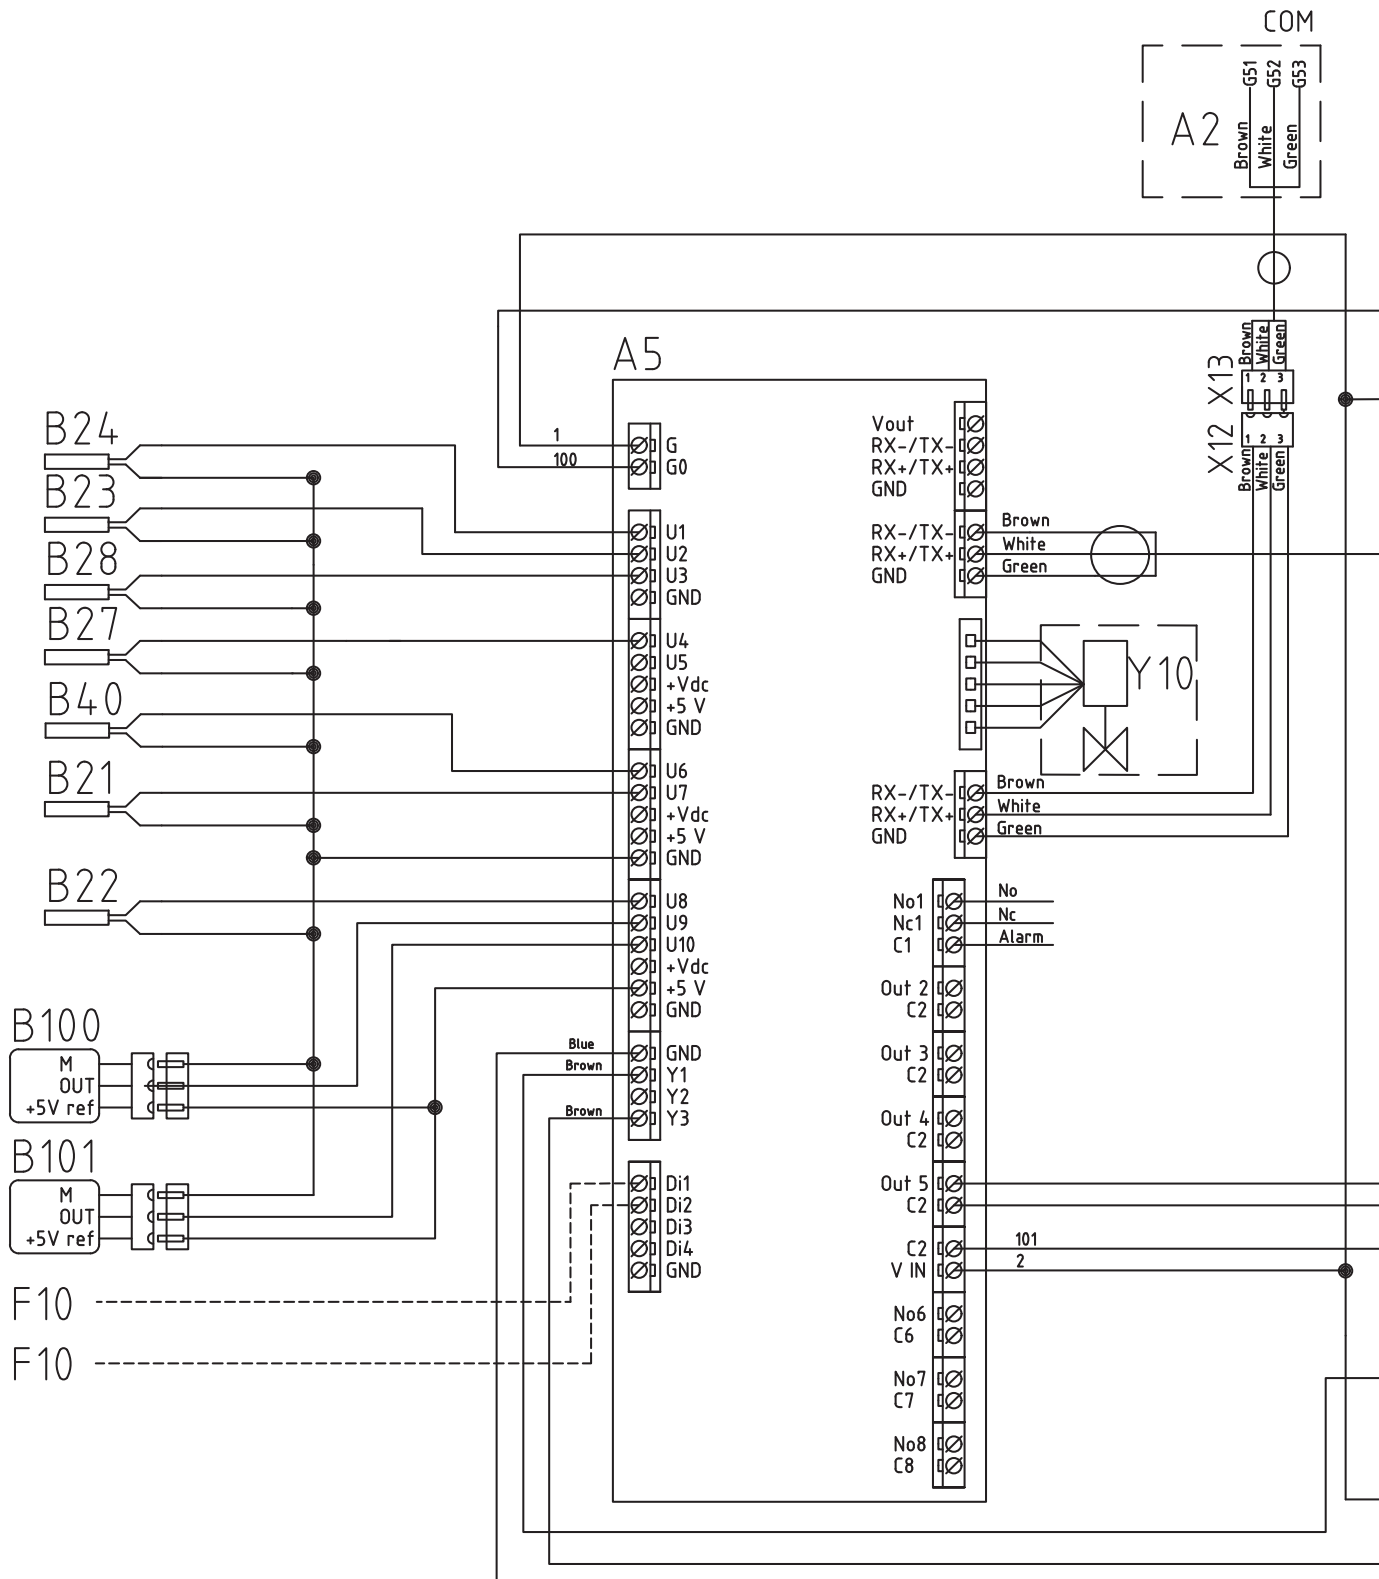 COM
G51
G52
G53
A2
Brown
White
Green
Brown
White
Green
X13
1 2 3
X12
1 2 3
Brown
White
Green
A5
B24
B23
B28
B27
B40
B21
B22
B100
M
OUT
+5V ref
B101
M
OUT
+5V ref
F10
F10
1
100
G
G0
U1
U2
U3
GND
U4
U5
+Vdc
+5 V
GND
U6
U7
+Vdc
+5 V
GND
U8
U9
U10
+Vdc
+5 V
GND
Blue
Brown
Brown
GND
Y1
Y2
Y3
Di1
Di2
Di3
Di4
GND
Vout
RX-/TX-
RX+/TX+
GND
RX-/TX-
RX+/TX+
GND
Brown
White
Green
Y10
RX-/TX-
RX+/TX+
GND
Brown
White
Green
No1
Nc1
C1
No
Nc
Alarm
Out 2
C2
Out 3
C2
Out 4
C2
Out 5
C2
C2
V IN
101
2
No6
C6
No7
C7
No8
C8